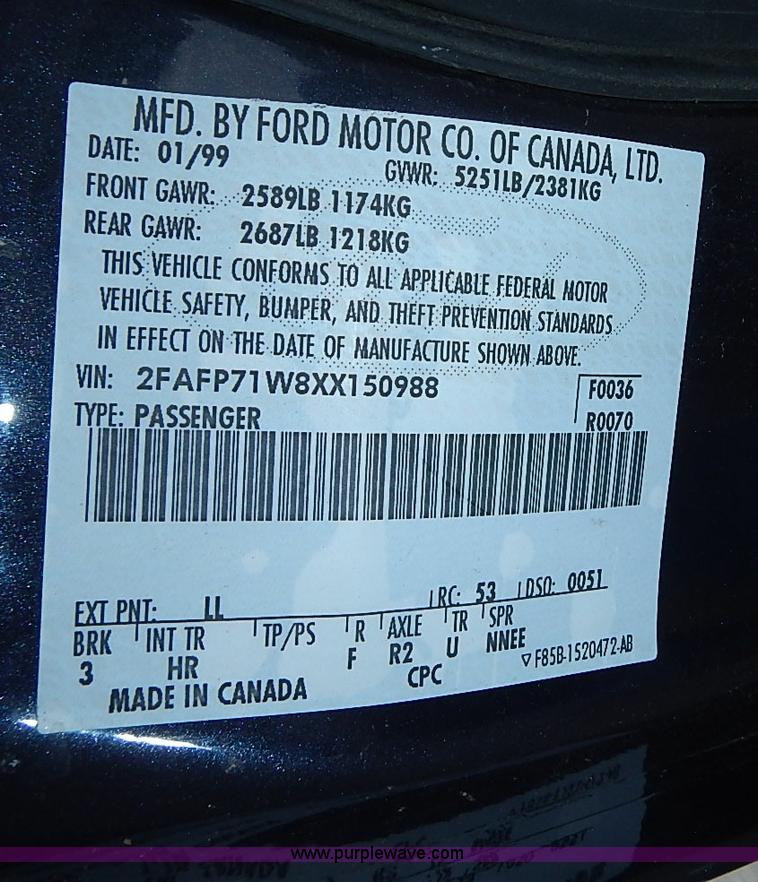 MFD. BY FORD MOTOR CO. OF CANADA, LTD.
DATE: 01/99 GVWR: 5251LB/2381KG
FRONT GAWR: 2589LB 1174KG
REAR GAWR: 2687LB 1218KG
THIS VEHICLE CONFORMS TO ALL APPLICABLE FEDERAL MOTOR
VEHICLE SAFETY, BUMPER, AND THEFT PREVENTION STANDARDS
IN EFFECT ON THE DATE OF MANUFACTURE SHOWN ABOVE.
VIN: 2FAFP71W8XX150988 F0036
TYPE: PASSENGER R0070
EXT PNT: LL RC: 53 DSO: 0051
BRK INT TR TP/PS R AXLE TR SPR
3 HR F R2 U NNEE
MADE IN CANADA CPC ▽F85B-1520472-AB
www.purplewave.com